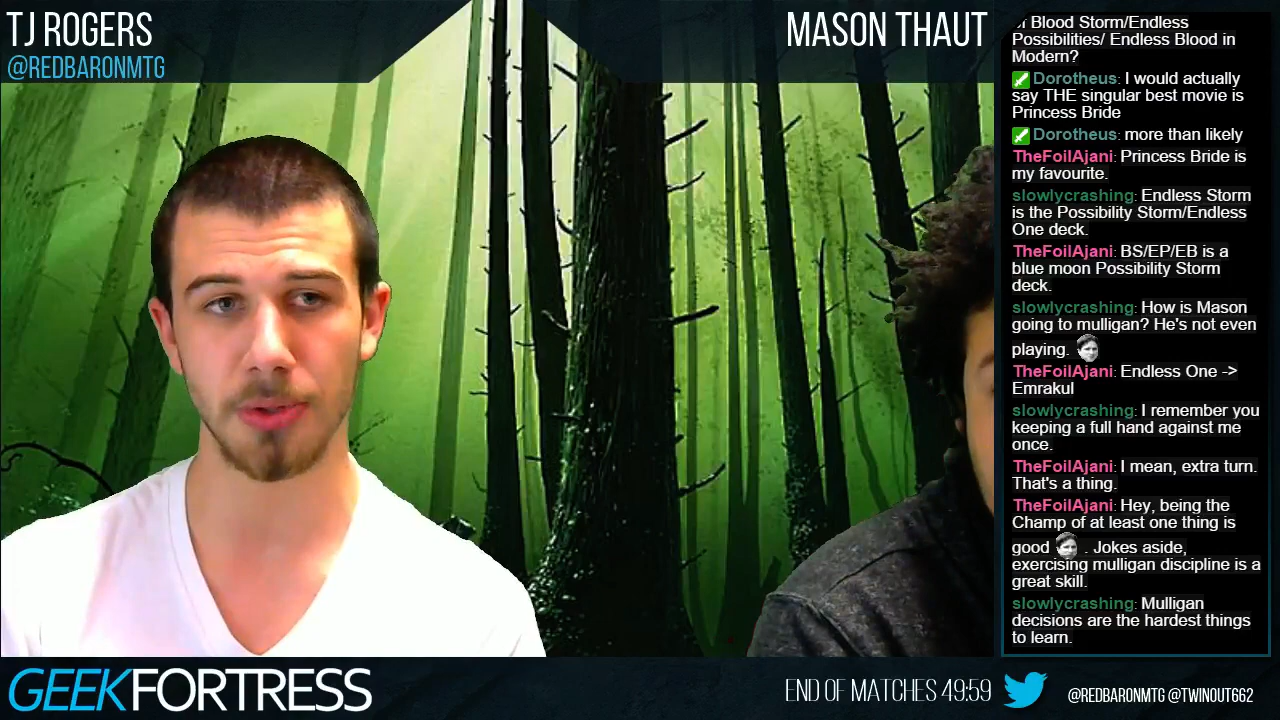 TJ ROGERS
@REDBARONMTG
MASON THAUT
of Blood Storm/Endless
Possibilities/ Endless Blood in
Modern?
Dorotheus: I would actually
say THE singular best movie is
Princess Bride
Dorotheus: more than likely
TheFoilAjani: Princess Bride is
my favourite.
slowlycrashing: Endless Storm
is the Possibility Storm/Endless
One deck.
TheFoilAjani: BS/EP/EB is a
blue moon Possibility Storm
deck.
slowlycrashing: How is Mason
going to mulligan? He's not even
playing.
TheFoilAjani: Endless One ->
Emrakul
slowlycrashing: I remember you
keeping a full hand against me
once.
TheFoilAjani: I mean, extra turn.
That's a thing.
TheFoilAjani: Hey, being the
Champ of at least one thing is
good . Jokes aside,
exercising mulligan discipline is a
great skill.
slowlycrashing: Mulligan
decisions are the hardest things
to learn.
GEEKFORTRESS
END OF MATCHES 49:59
@REDBARONMTG @TWINOUT662